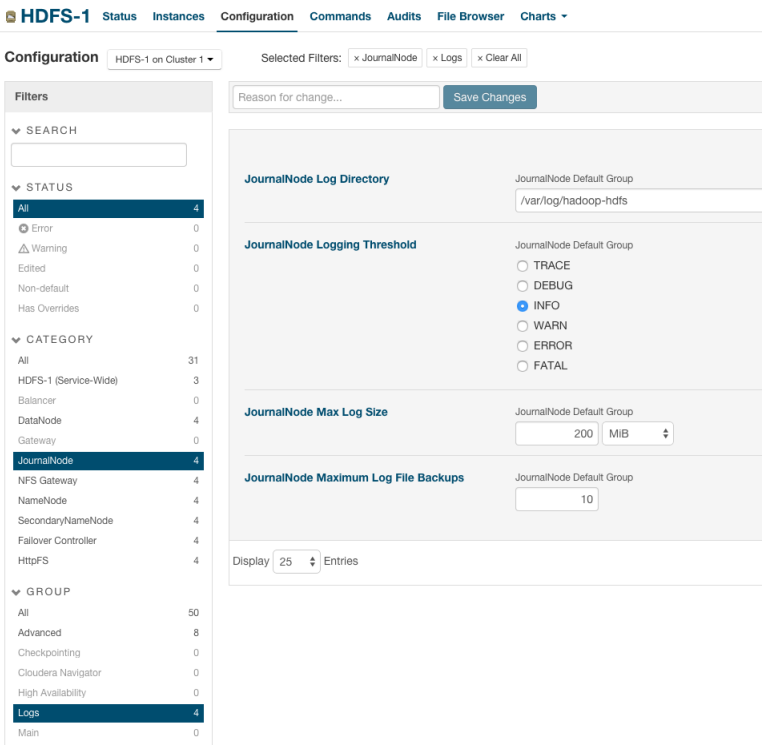 HDFS-1 Status Instances Configuration Commands Audits File Browser Charts
Configuration HDFS-1 on Cluster 1 Selected Filters: × JournalNode × Logs × Clear All
Filters
SEARCH
STATUS
All 4
Error 0
Warning 0
Edited 0
Non-default 0
Has Overrides 0
CATEGORY
All 31
HDFS-1 (Service-Wide) 3
Balancer 0
DataNode 4
Gateway 0
JournalNode 4
NFS Gateway 4
NameNode 4
SecondaryNameNode 4
Failover Controller 4
HttpFS 4
GROUP
All 50
Advanced 8
Checkpointing 0
Cloudera Navigator 0
High Availability 0
Logs 4
Main 0
Reason for change... Save Changes
JournalNode Log Directory JournalNode Default Group
/var/log/hadoop-hdfs
JournalNode Logging Threshold JournalNode Default Group
TRACE
DEBUG
INFO
WARN
ERROR
FATAL
JournalNode Max Log Size JournalNode Default Group
200 MiB
JournalNode Maximum Log File Backups JournalNode Default Group
10
Display 25 Entries